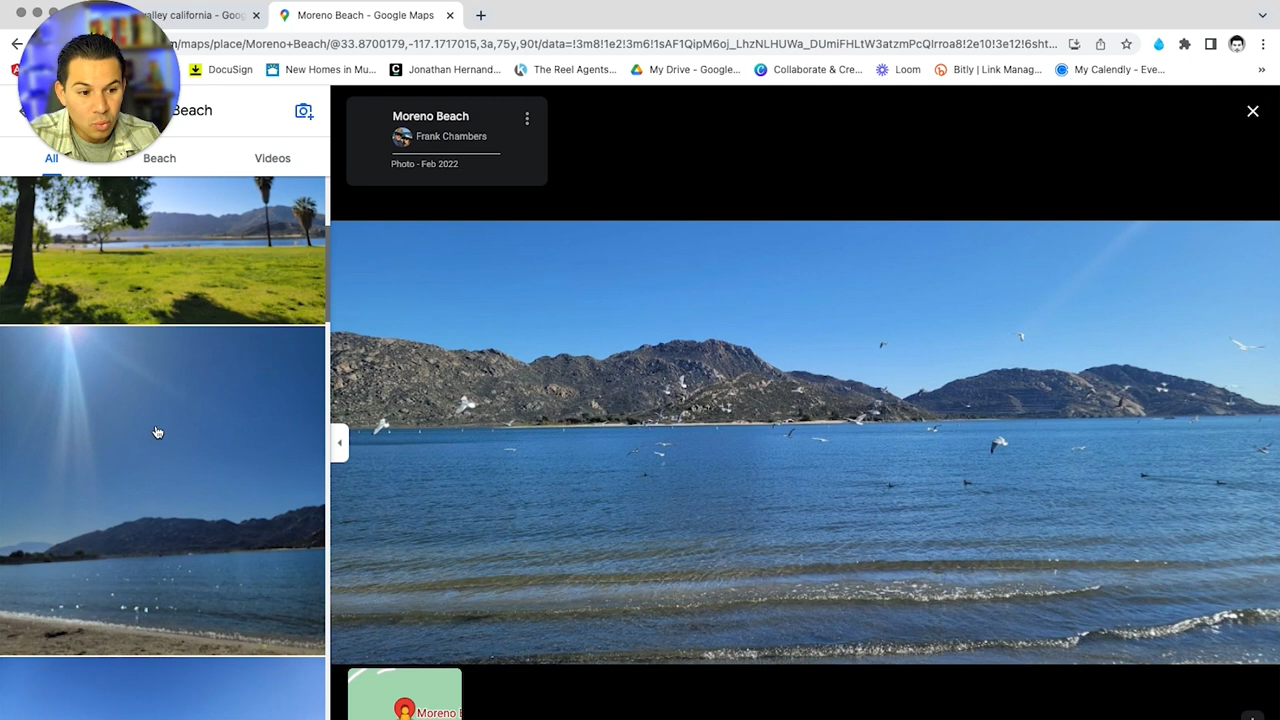 valley california - Goog
Moreno Beach - Google Maps
m/maps/place/Moreno+Beach/@33.8700179,-117.1717015,3a,75y,90t/data=!3m8!1e2!3m6!1sAF1QipM6oj_LhzNLHUWa_DUmiFHLtW3atzmPcQIrroa8!2e10!3e12!6sht...
DocuSign
New Homes in Mu...
Jonathan Hernand...
The Reel Agents...
My Drive - Google...
Collaborate & Cre...
Loom
Bitly | Link Manag...
My Calendly - Eve...
»
Beach
All
Beach
Videos
Moreno Beach
Frank Chambers
Photo - Feb 2022
Moreno